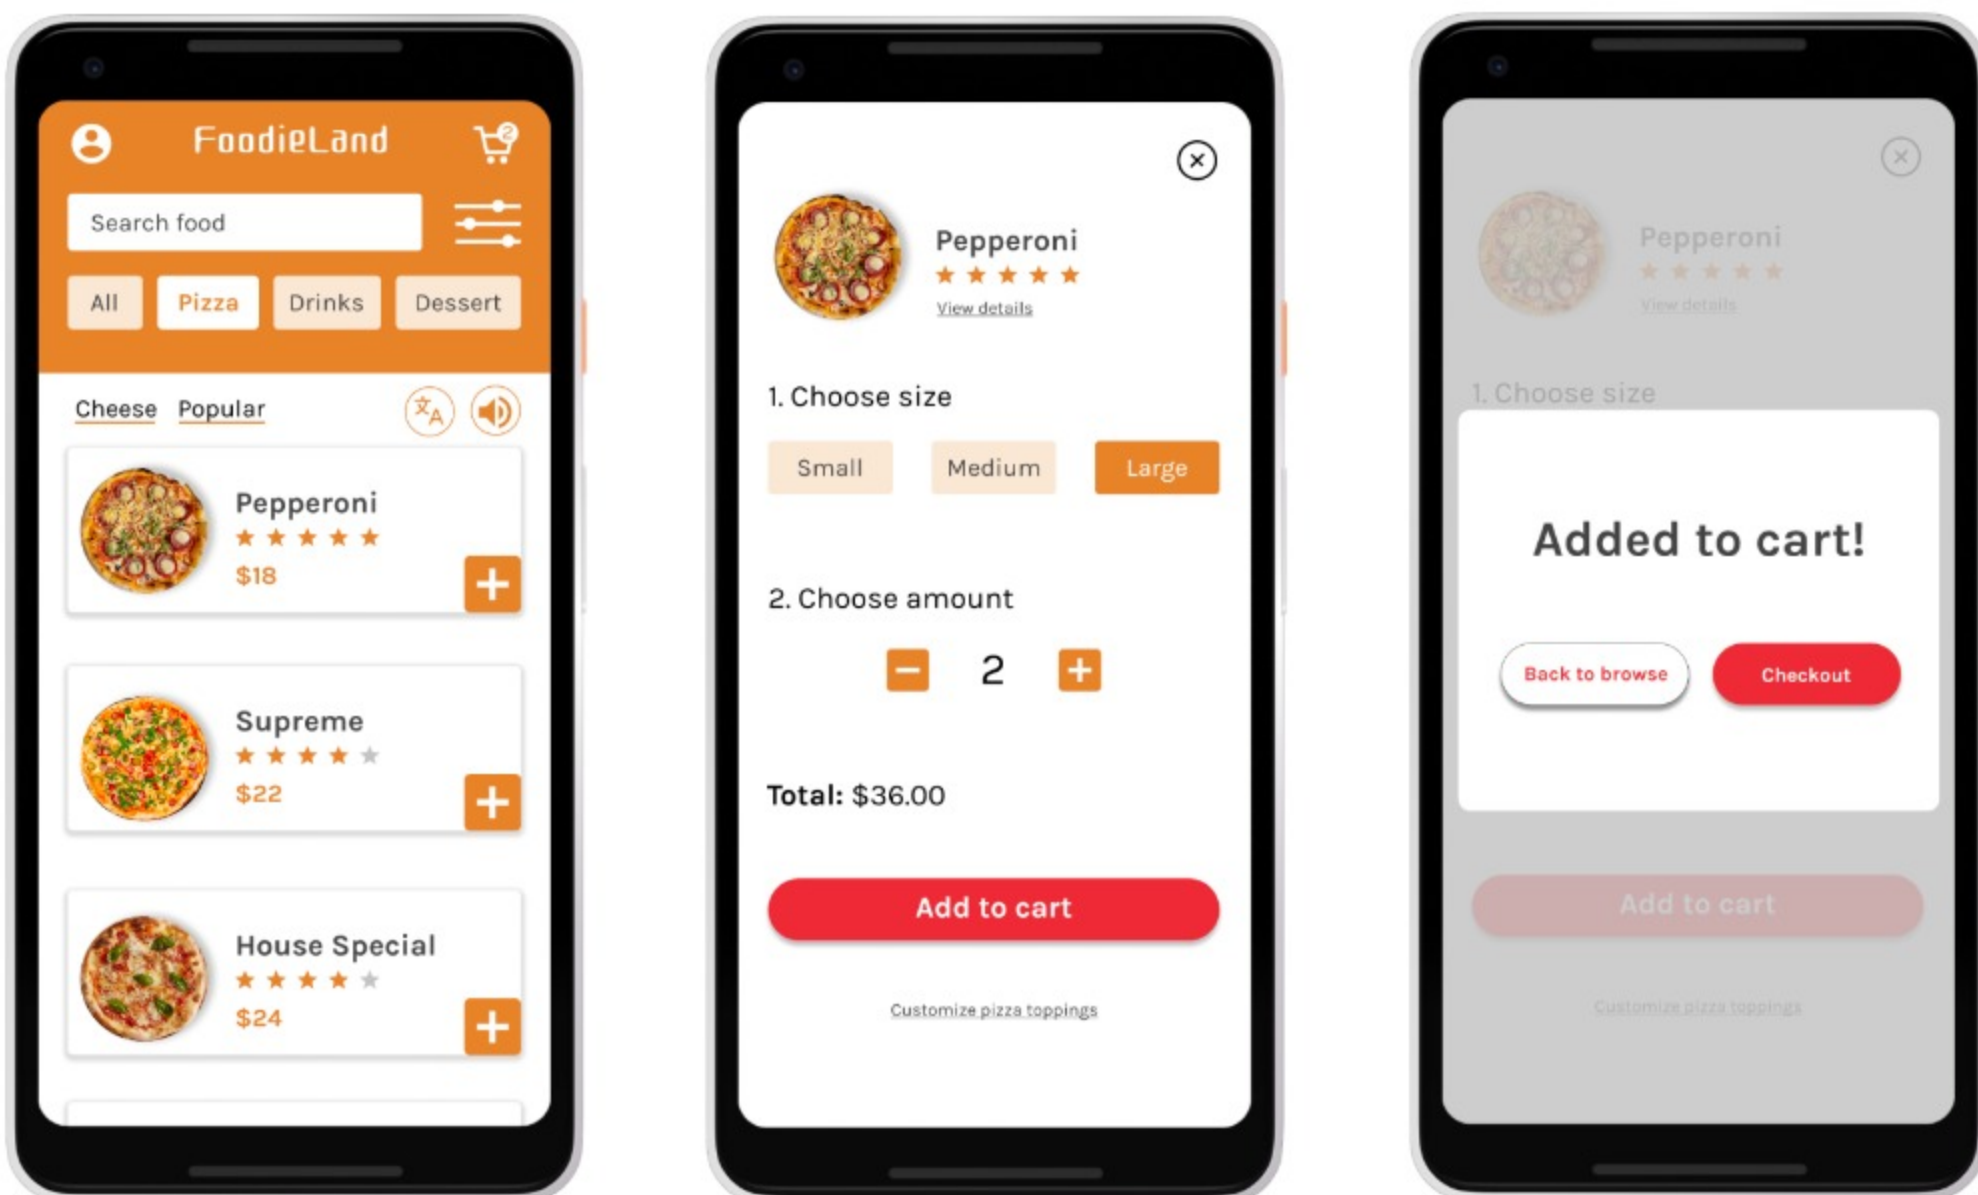 FoodieLand
2
Search food
All Pizza Drinks Dessert
Cheese Popular
文A
Pepperoni
$18
Supreme
$22
House Special
$24
Pepperoni
View details
1. Choose size
Small Medium Large
2. Choose amount
2
Total: $36.00
Add to cart
Customize pizza toppings
Pepperoni
View details
1. Choose size
Added to cart!
Back to browse Checkout
Add to cart
Customize pizza toppings